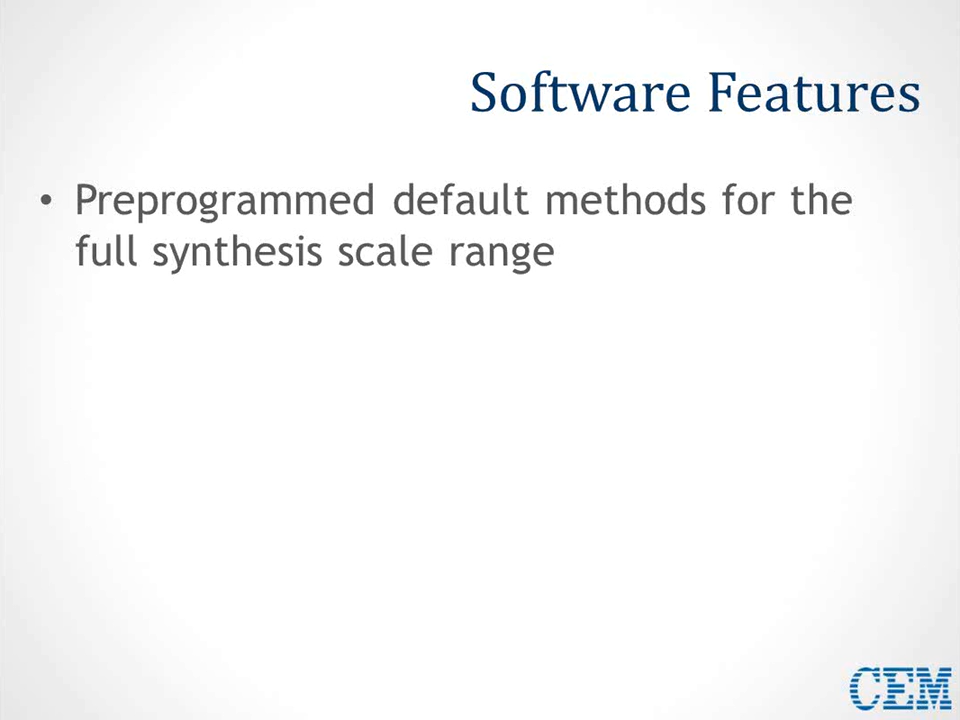 Software Features
• Preprogrammed default methods for the
full synthesis scale range
CEM